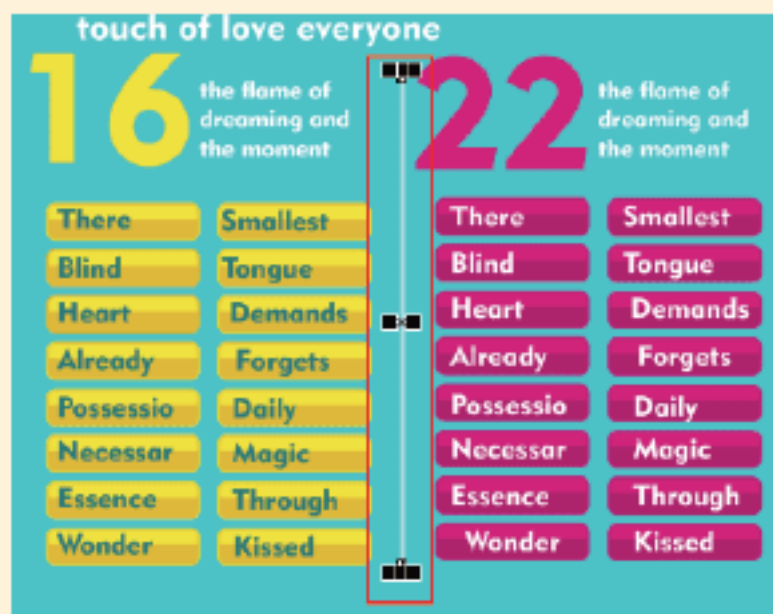 touch of love everyone
16
the flame of
dreaming and
the moment
There Smallest
Blind Tongue
Heart Demands
Already Forgets
Possessio Daily
Necessar Magic
Essence Through
Wonder Kissed
22
the flame of
dreaming and
the moment
There Smallest
Blind Tongue
Heart Demands
Already Forgets
Possessio Daily
Necessar Magic
Essence Through
Wonder Kissed